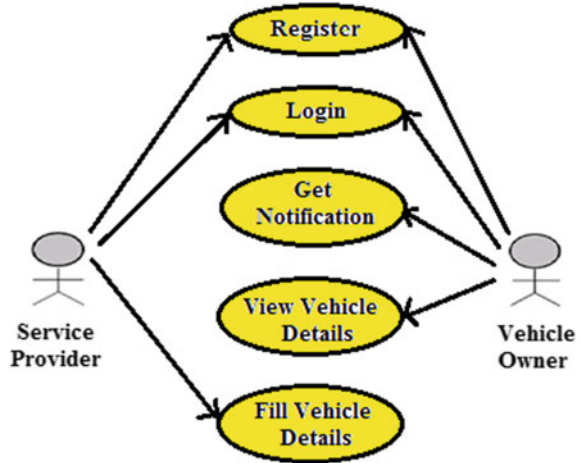 Register
Login
Get
Notification
View Vehicle
Details
Fill Vehicle
Details
Service
Provider
Vehicle
Owner